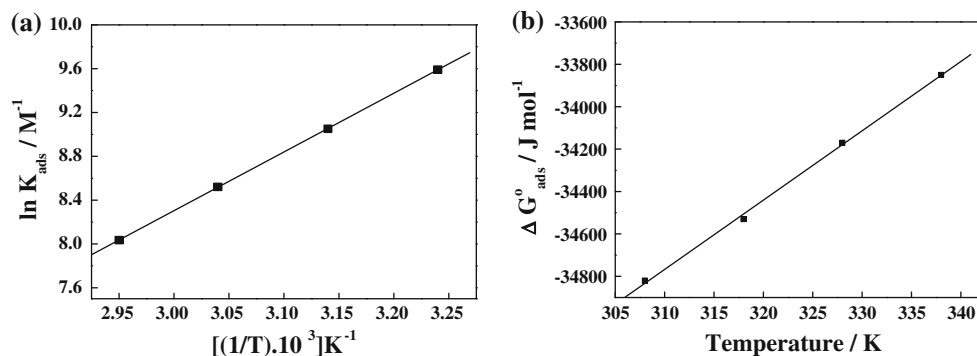 (a)
10.0
9.6
9.2
8.8
8.4
8.0
7.6
ln K_ads / M⁻¹
2.95 3.00 3.05 3.10 3.15 3.20 3.25
[(1/T).10³]K⁻¹
(b)
-33600
-33800
-34000
-34200
-34400
-34600
-34800
Δ G°_ads / J mol⁻¹
305 310 315 320 325 330 335 340
Temperature / K